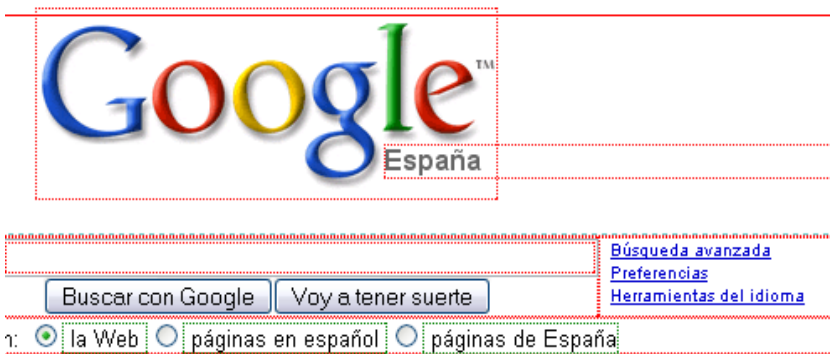 Google™
España
Búsqueda avanzada
Preferencias
Buscar con Google Voy a tener suerte Herramientas del idioma
n: la Web páginas en español páginas de España